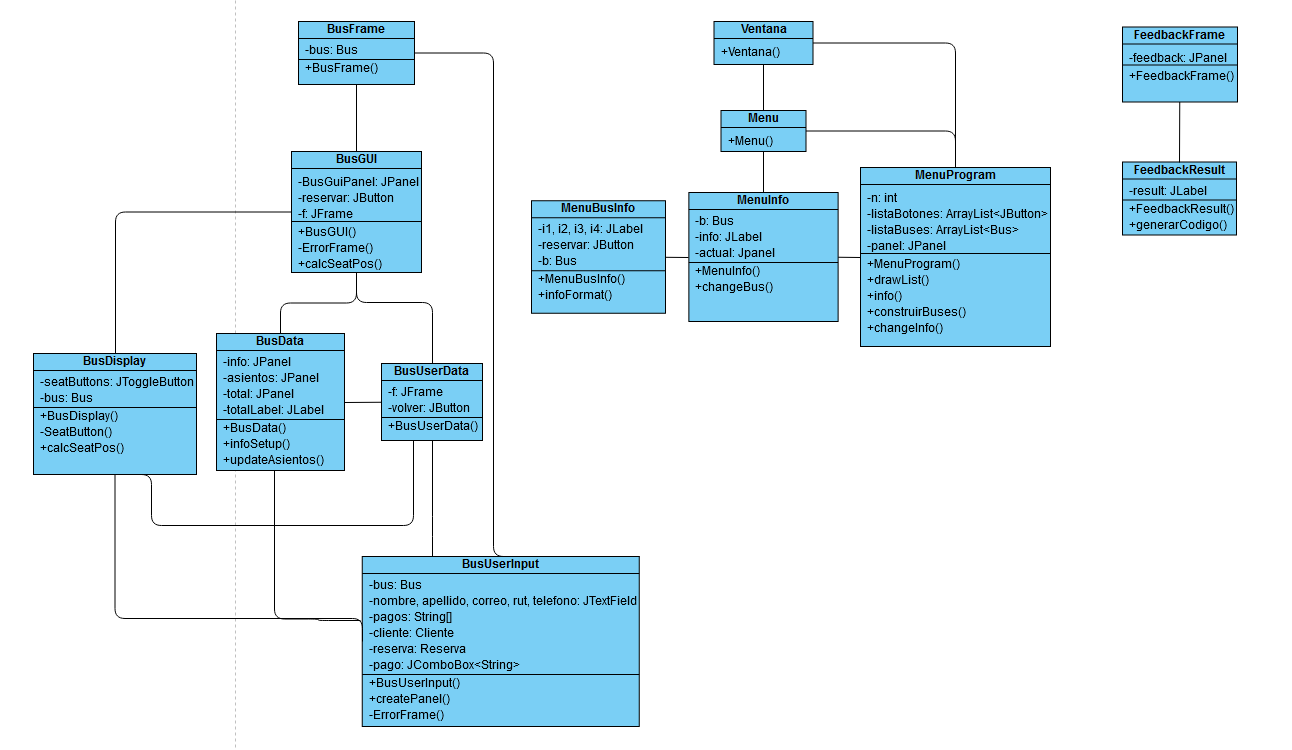 BusFrame
-bus: Bus
+BusFrame()
BusGUI
-BusGuiPanel: JPanel
-reservar: JButton
-f: JFrame
+BusGUI()
-ErrorFrame()
+calcSeatPos()
BusDisplay
-seatButtons: JToggleButton
-bus: Bus
+BusDisplay()
-SeatButton()
+calcSeatPos()
BusData
-info: JPanel
-asientos: JPanel
-total: JPanel
-totalLabel: JLabel
+BusData()
+infoSetup()
+updateAsientos()
BusUserData
-f: JFrame
-volver: JButton
+BusUserData()
BusUserInput
-bus: Bus
-nombre, apellido, correo, rut, telefono: JTextField
-pagos: String[]
-cliente: Cliente
-reserva: Reserva
-pago: JComboBox<String>
+BusUserInput()
+createPanel()
-ErrorFrame()
Ventana
+Ventana()
Menu
+Menu()
MenuBusInfo
-i1, i2, i3, i4: JLabel
-reservar: JButton
-b: Bus
+MenuBusInfo()
+infoFormat()
MenuInfo
-b: Bus
-info: JLabel
-actual: Jpanel
+MenuInfo()
+changeBus()
MenuProgram
-n: int
-listaBotones: ArrayList<JButton>
-listaBuses: ArrayList<Bus>
-panel: JPanel
+MenuProgram()
+drawList()
+info()
+construirBuses()
+changeInfo()
FeedbackFrame
-feedback: JPanel
+FeedbackFrame()
FeedbackResult
-result: JLabel
+FeedbackResult()
+generarCodigo()